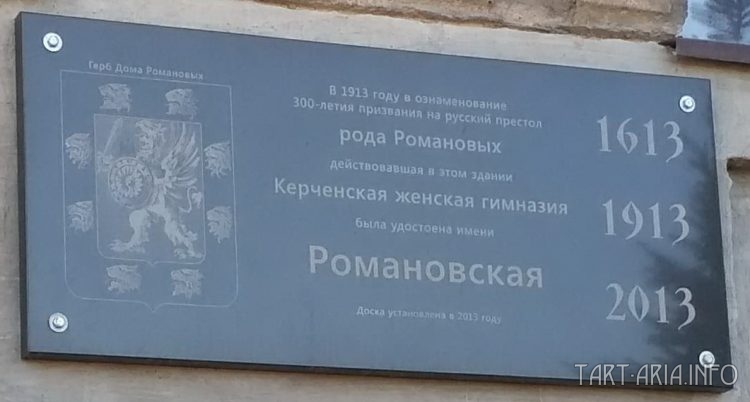 Герб Дома Романовых
В 1913 году в ознаменование
300-летия призвания на русский престол
рода Романовых
действовавшая в этом здании
Керченская женская гимназия
была удостоена имени
Романовская
Доска установлена в 2013 году
1613
1913
2013
TART-ARIA.INFO